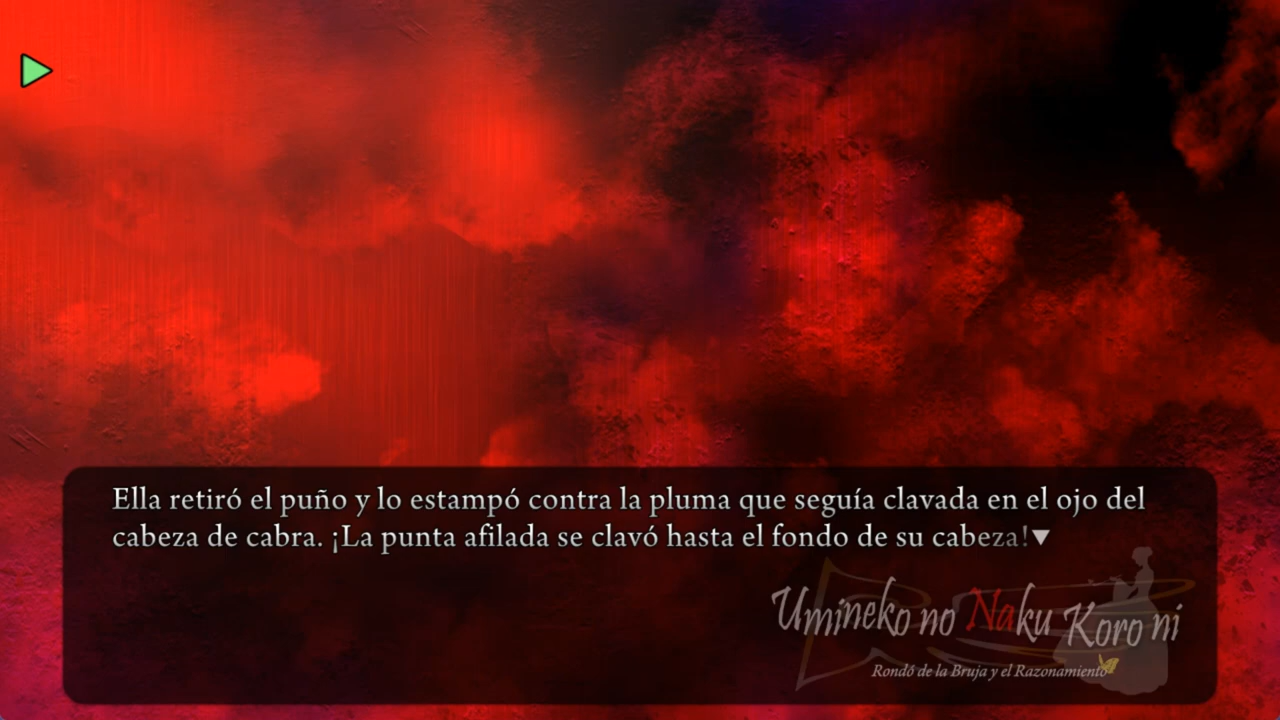 Ella retiró el puño y lo estampó contra la pluma que seguía clavada en el ojo del
cabeza de cabra. ¡La punta afilada se clavó hasta el fondo de su cabeza!
Umineko no Naku Koro ni
Rondó de la Bruja y el Razonamiento